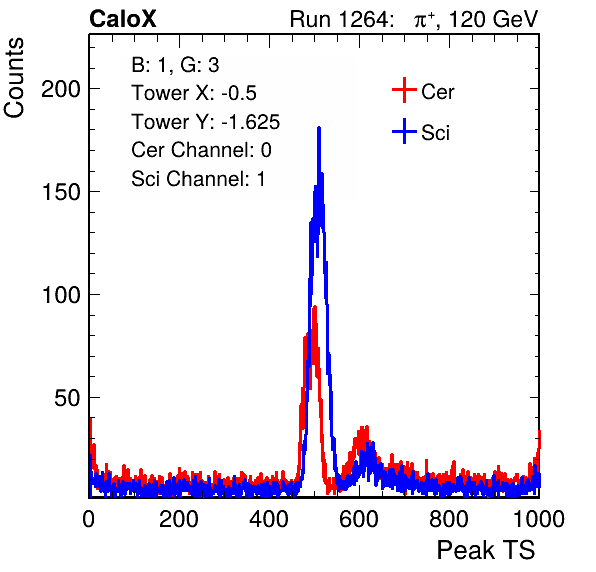 CaloX Run 1264: π⁺, 120 GeV
Counts
B: 1, G: 3
Tower X: -0.5
Tower Y: -1.625
Cer Channel: 0
Sci Channel: 1
Cer
Sci
200
150
100
50
0 200 400 600 800 1000
Peak TS